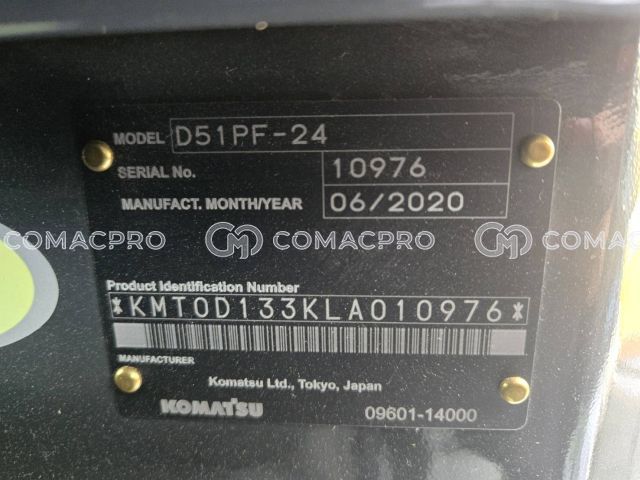 MODEL D51PF-24
SERIAL No. 10976
MANUFACT. MONTH/YEAR 06/2020
COMACPRO COMACPRO COMACPRO
Product Identification Number
*KMT0D133KLA010976*
MANUFACTURER
Komatsu Ltd., Tokyo, Japan
KOMATSU 09601-14000